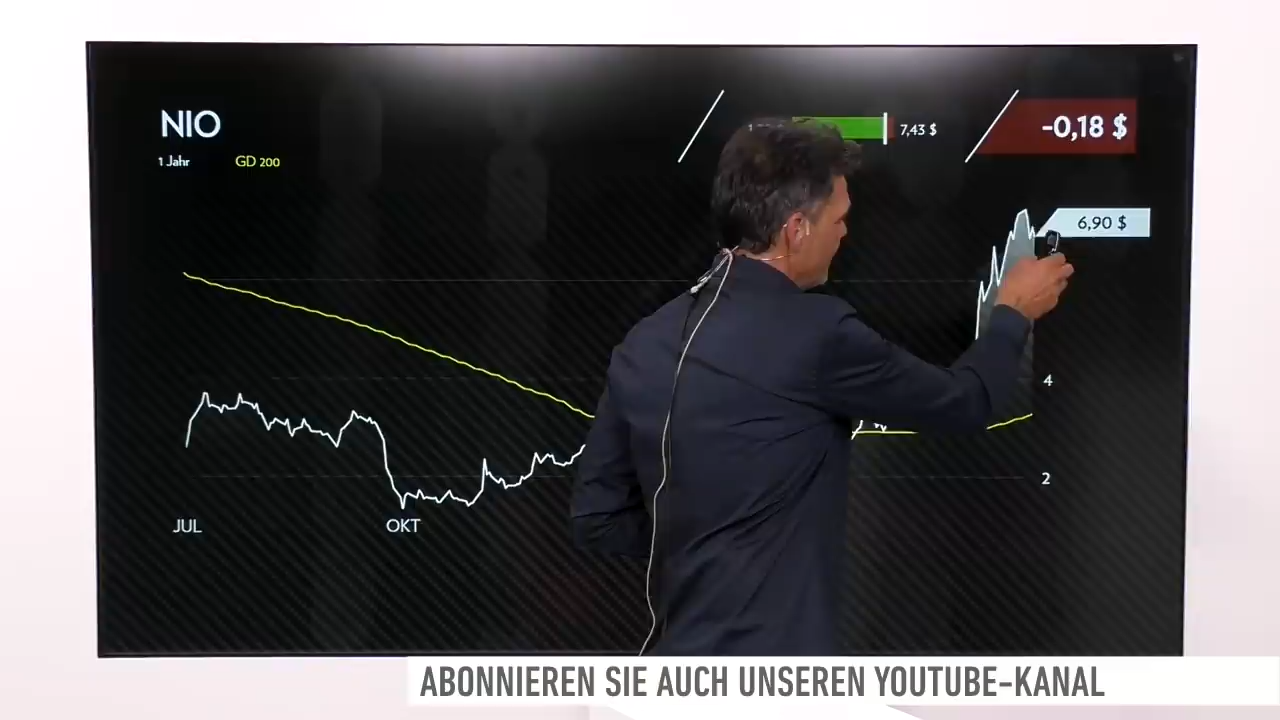 NIO
1 Jahr
GD 200
7,43 $
-0,18 $
6,90 $
4
2
JUL
OKT
ABONNIEREN SIE AUCH UNSEREN YOUTUBE-KANAL